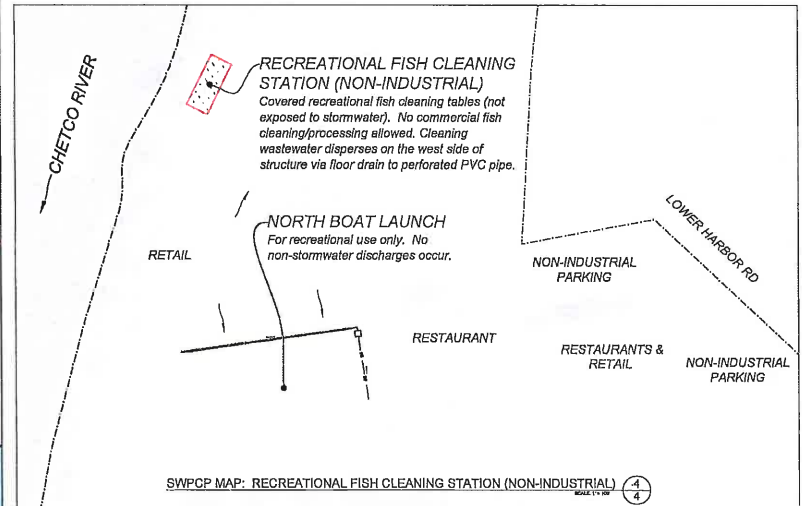 CHETCO RIVER
RECREATIONAL FISH CLEANING
STATION (NON-INDUSTRIAL)
Covered recreational fish cleaning tables (not
exposed to stormwater). No commercial fish
cleaning/processing allowed. Cleaning
wastewater disperses on the west side of
structure via floor drain to perforated PVC pipe.
NORTH BOAT LAUNCH
For recreational use only. No
non-stormwater discharges occur.
RETAIL
LOWER HARBOR RD
NON-INDUSTRIAL
PARKING
RESTAURANT
RESTAURANTS &
RETAIL
NON-INDUSTRIAL
PARKING
SWPCP MAP: RECREATIONAL FISH CLEANING STATION (NON-INDUSTRIAL)
4
4